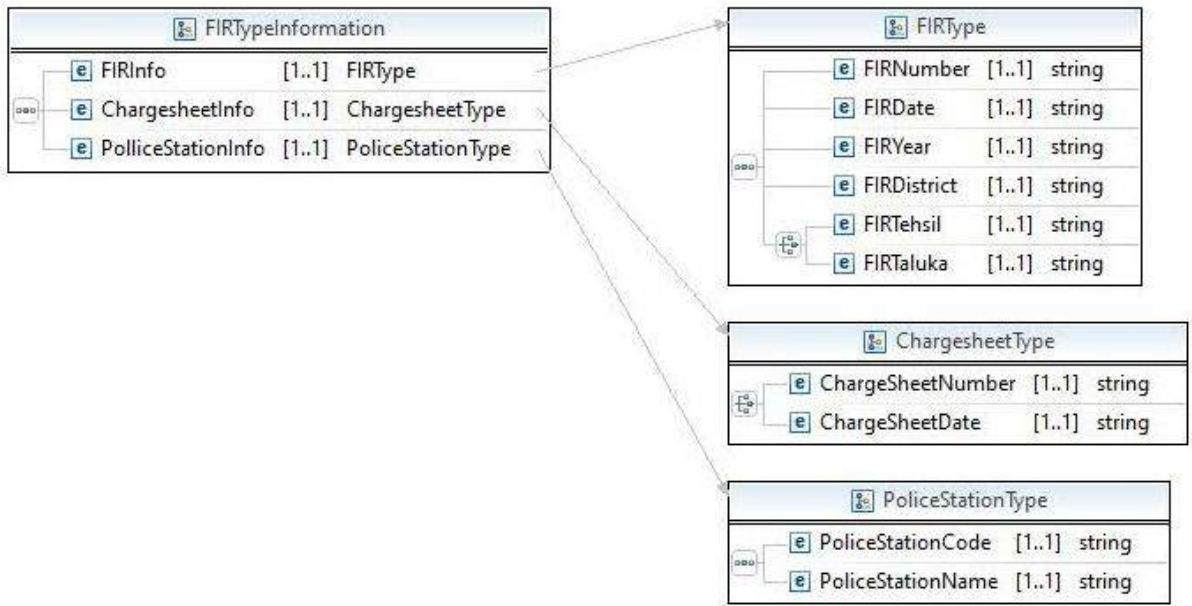 FIRTypeInformation
e FIRInfo [1..1] FIRType
e ChargesheetInfo [1..1] ChargesheetType
e PolliceStationInfo [1..1] PoliceStationType
FIRType
e FIRNumber [1..1] string
e FIRDate [1..1] string
e FIRYear [1..1] string
e FIRDistrict [1..1] string
e FIRTehsil [1..1] string
e FIRTaluka [1..1] string
ChargesheetType
e ChargeSheetNumber [1..1] string
e ChargeSheetDate [1..1] string
PoliceStationType
e PoliceStationCode [1..1] string
e PoliceStationName [1..1] string